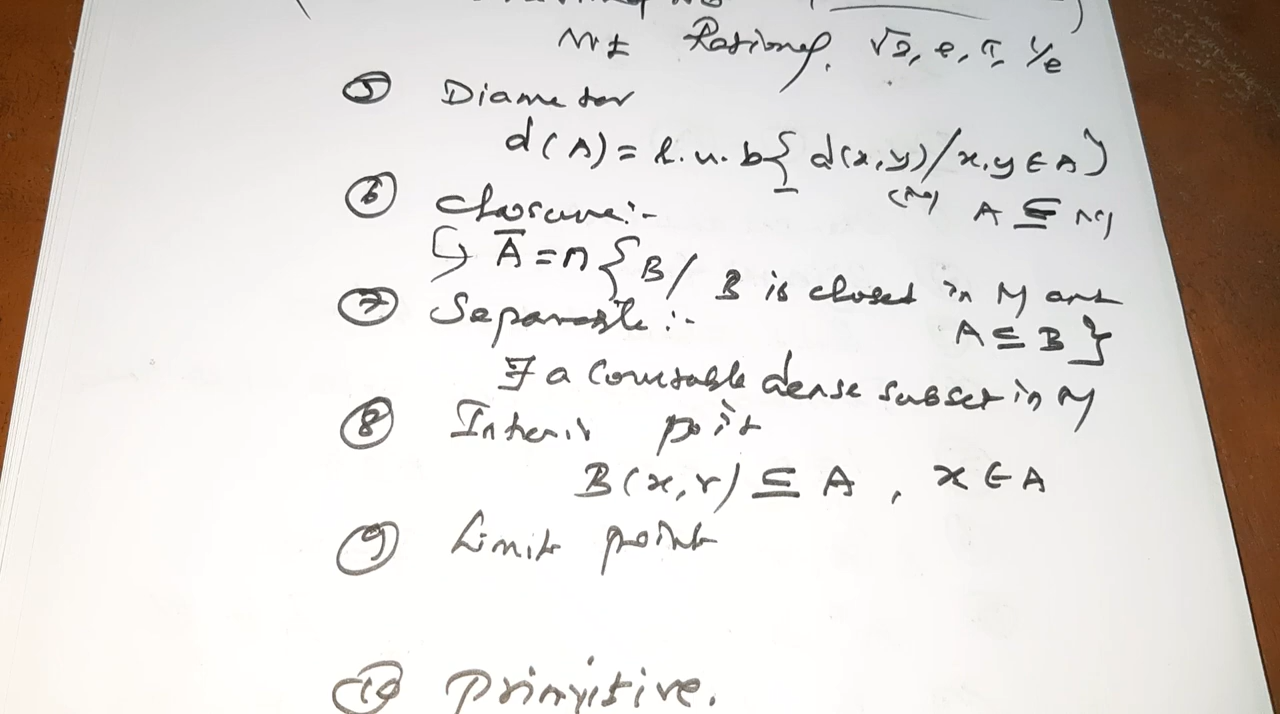 Not Rational. √2, e, π, 1/e
⑤ Diameter
d(A) = l.u.b { d(x,y) / x,y ∈ A }
⑥ closure:- (M) A ⊆ M
↳ A̅ = ∩ { B / B is closed in M and
⑦ Separable :- A ⊆ B }
∃ a Countable dense subset in M
⑧ Interior point
B(x,r) ⊆ A , x ∈ A
⑨ Limit point
⑩ Primitive.